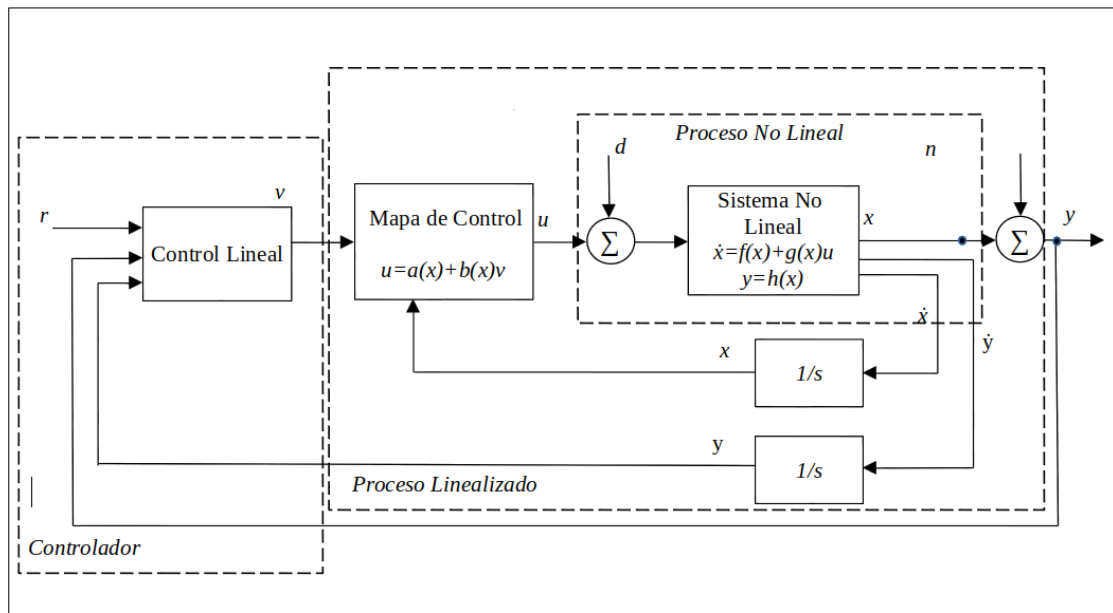 Proceso No Lineal
d
n
v
r
Control Lineal
Mapa de Control
u=a(x)+b(x)v
u
Σ
Sistema No
Lineal
ẋ=f(x)+g(x)u
y=h(x)
x
Σ
y
ẋ
ẏ
x
1/s
y
1/s
Proceso Linealizado
Controlador